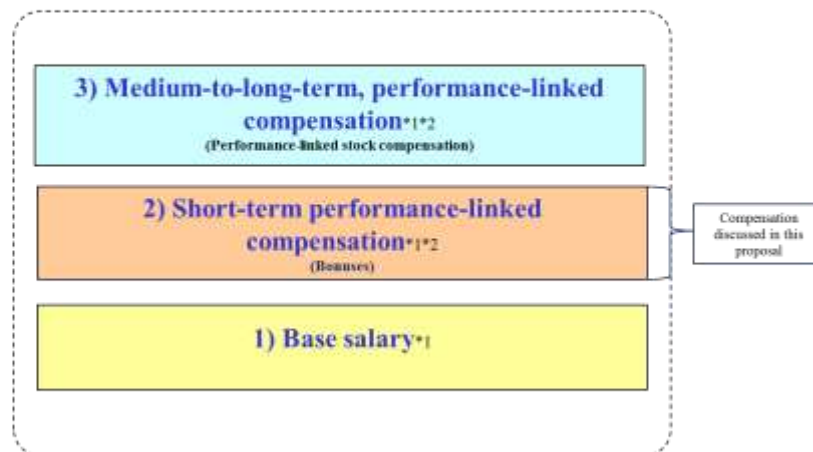 3) Medium-to-long-term, performance-linked
compensation*1*2
(Performance-linked stock compensation)
2) Short-term performance-linked
compensation*1*2
(Bonuses)
Compensation
discussed in this
proposal
1) Base salary*1